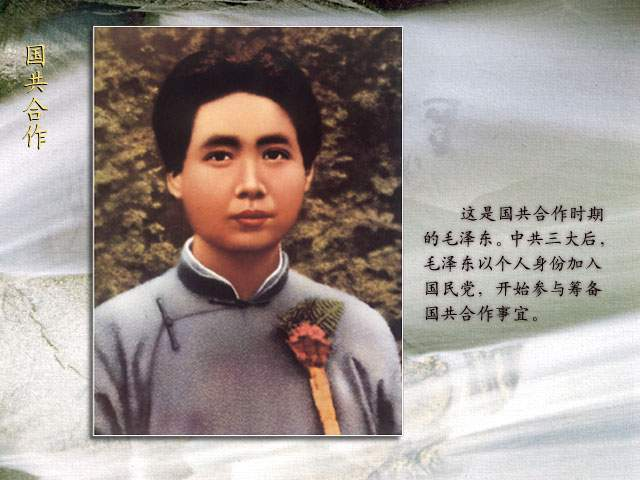 国共合作
这是国共合作时期
的毛泽东。中共三大后，
毛泽东以个人身份加入
国民党，开始参与筹备
国共合作事宜。